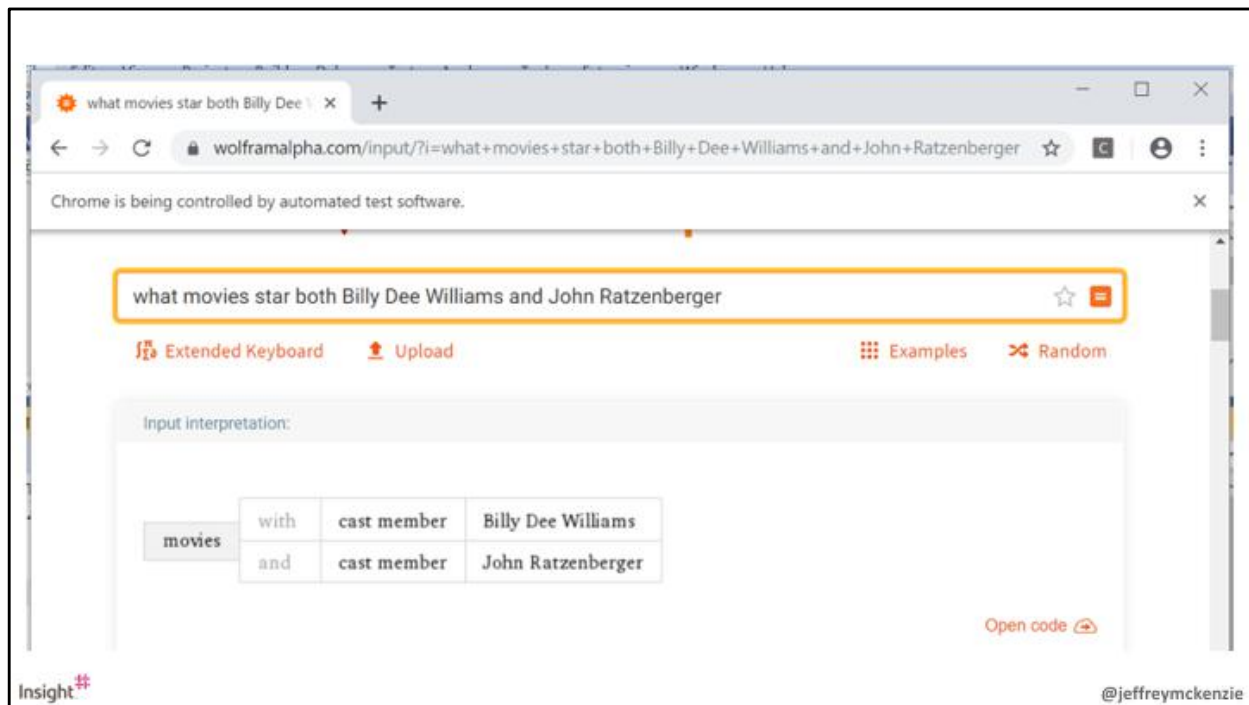 what movies star both Billy Dee
wolframalpha.com/input/?i=what+movies+star+both+Billy+Dee+Williams+and+John+Ratzenberger
Chrome is being controlled by automated test software.
what movies star both Billy Dee Williams and John Ratzenberger
Extended Keyboard Upload Examples Random
Input interpretation:
movies
with cast member Billy Dee Williams
and cast member John Ratzenberger
Open code
Insight #
@jeffreymckenzie